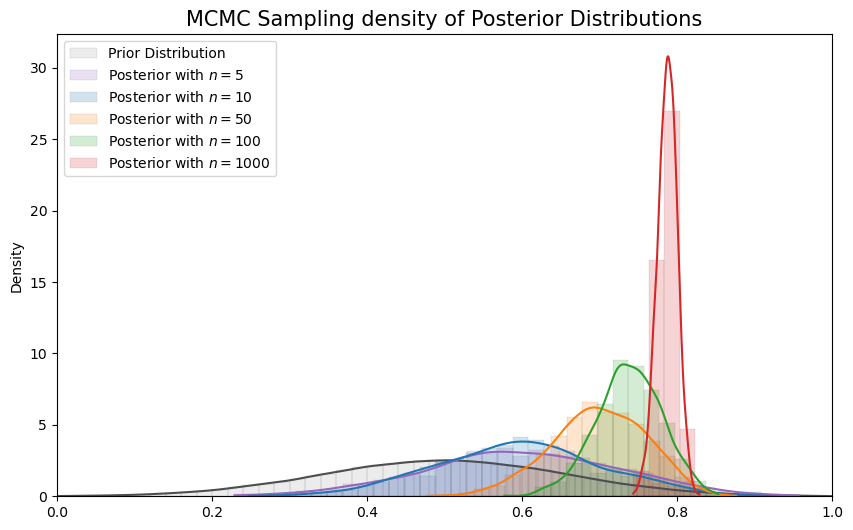 MCMC Sampling density of Posterior Distributions
Prior Distribution
Posterior with n = 5
Posterior with n = 10
Posterior with n = 50
Posterior with n = 100
Posterior with n = 1000
Density
30
25
20
15
10
5
0
0.0 0.2 0.4 0.6 0.8 1.0